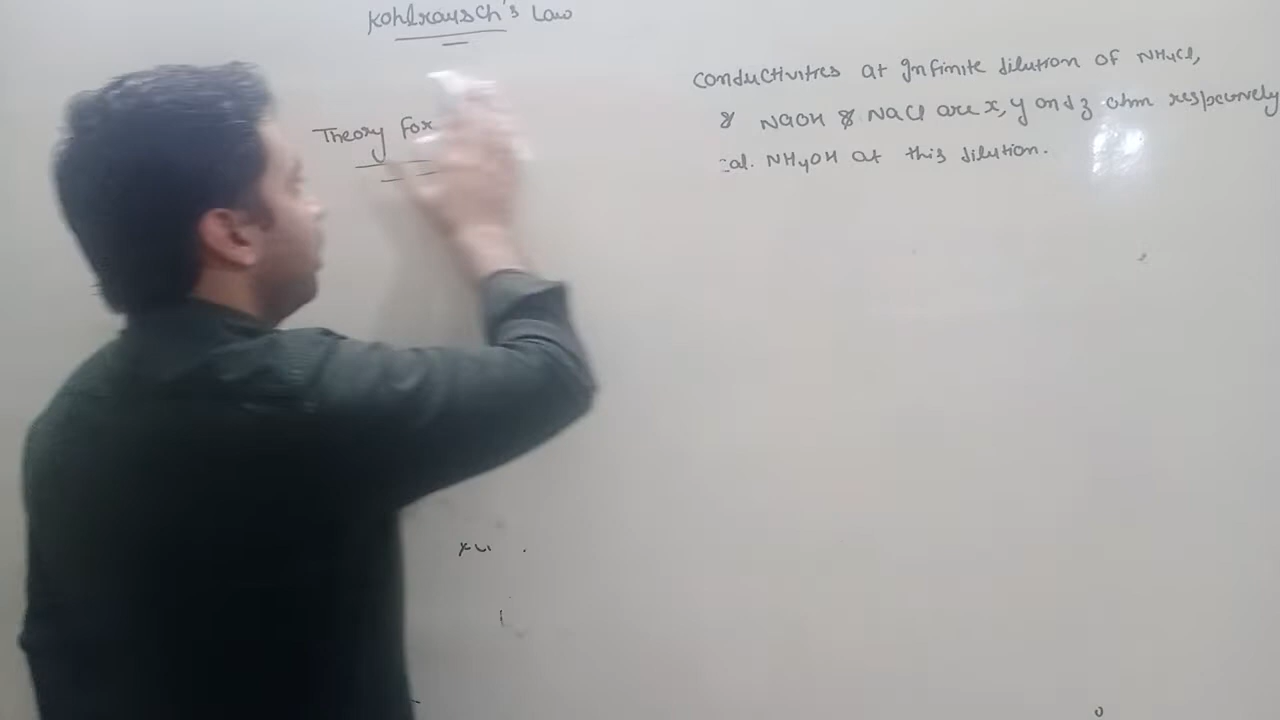 Kohlrausch's Law
Theory For
conductivities at Infinite dilution of NH4Cl,
& NaOH & NaCl are x, y and z ohm respectively
cal. NH4OH at this dilution.